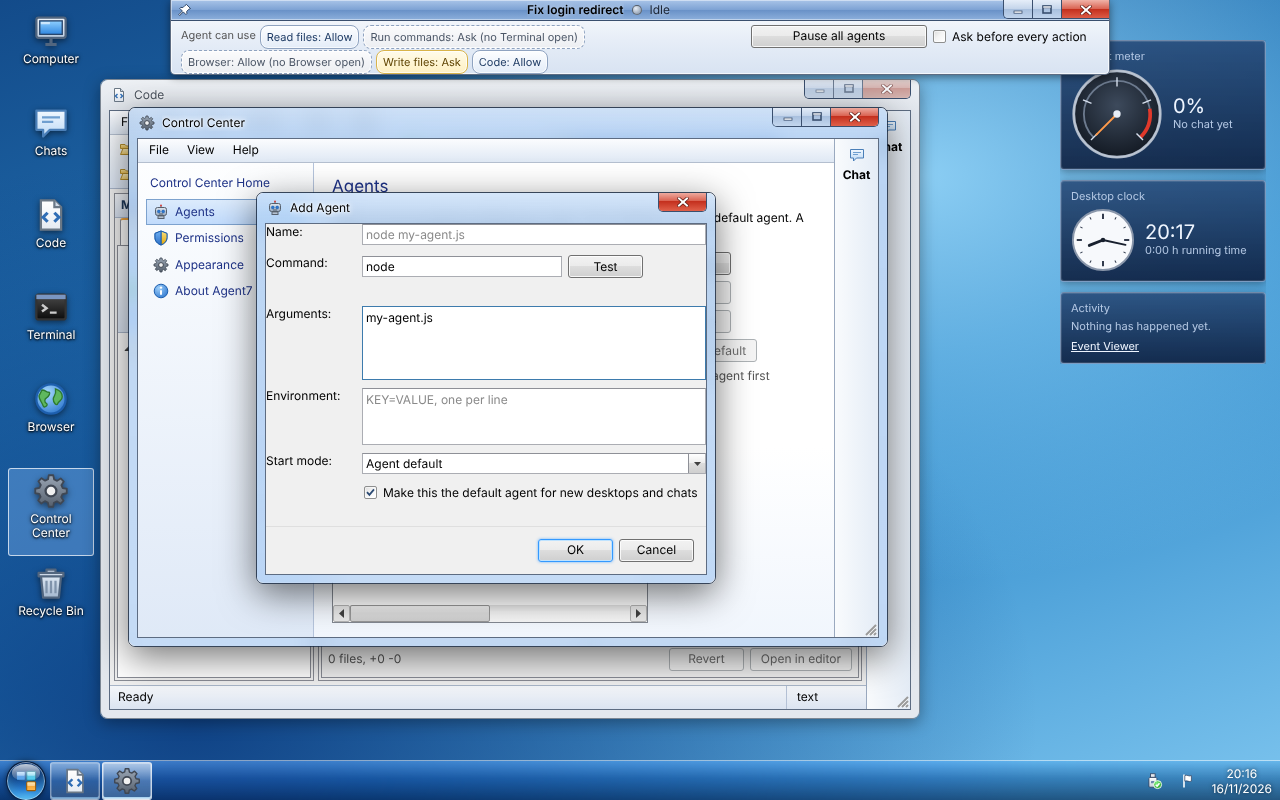 Fix login redirect
Idle
Agent can use
Read files: Allow
Run commands: Ask (no Terminal open)
Browser: Allow (no Browser open)
Write files: Ask
Code: Allow
Pause all agents
Ask before every action
Computer
Chats
Code
Terminal
Browser
Control Center
Recycle Bin
Code
Control Center
File
View
Help
Chat
Control Center Home
Agents
Permissions
Appearance
About Agent7
Agents
default agent. A
agent first
Add Agent
Name:
node my-agent.js
Command:
node
Test
Arguments:
my-agent.js
Environment:
KEY=VALUE, one per line
Start mode:
Agent default
Make this the default agent for new desktops and chats
OK
Cancel
0 files, +0 -0
Revert
Open in editor
Ready
text
meter
0%
No chat yet
Desktop clock
20:17
0:00 h running time
Activity
Nothing has happened yet.
Event Viewer
20:16
16/11/2026